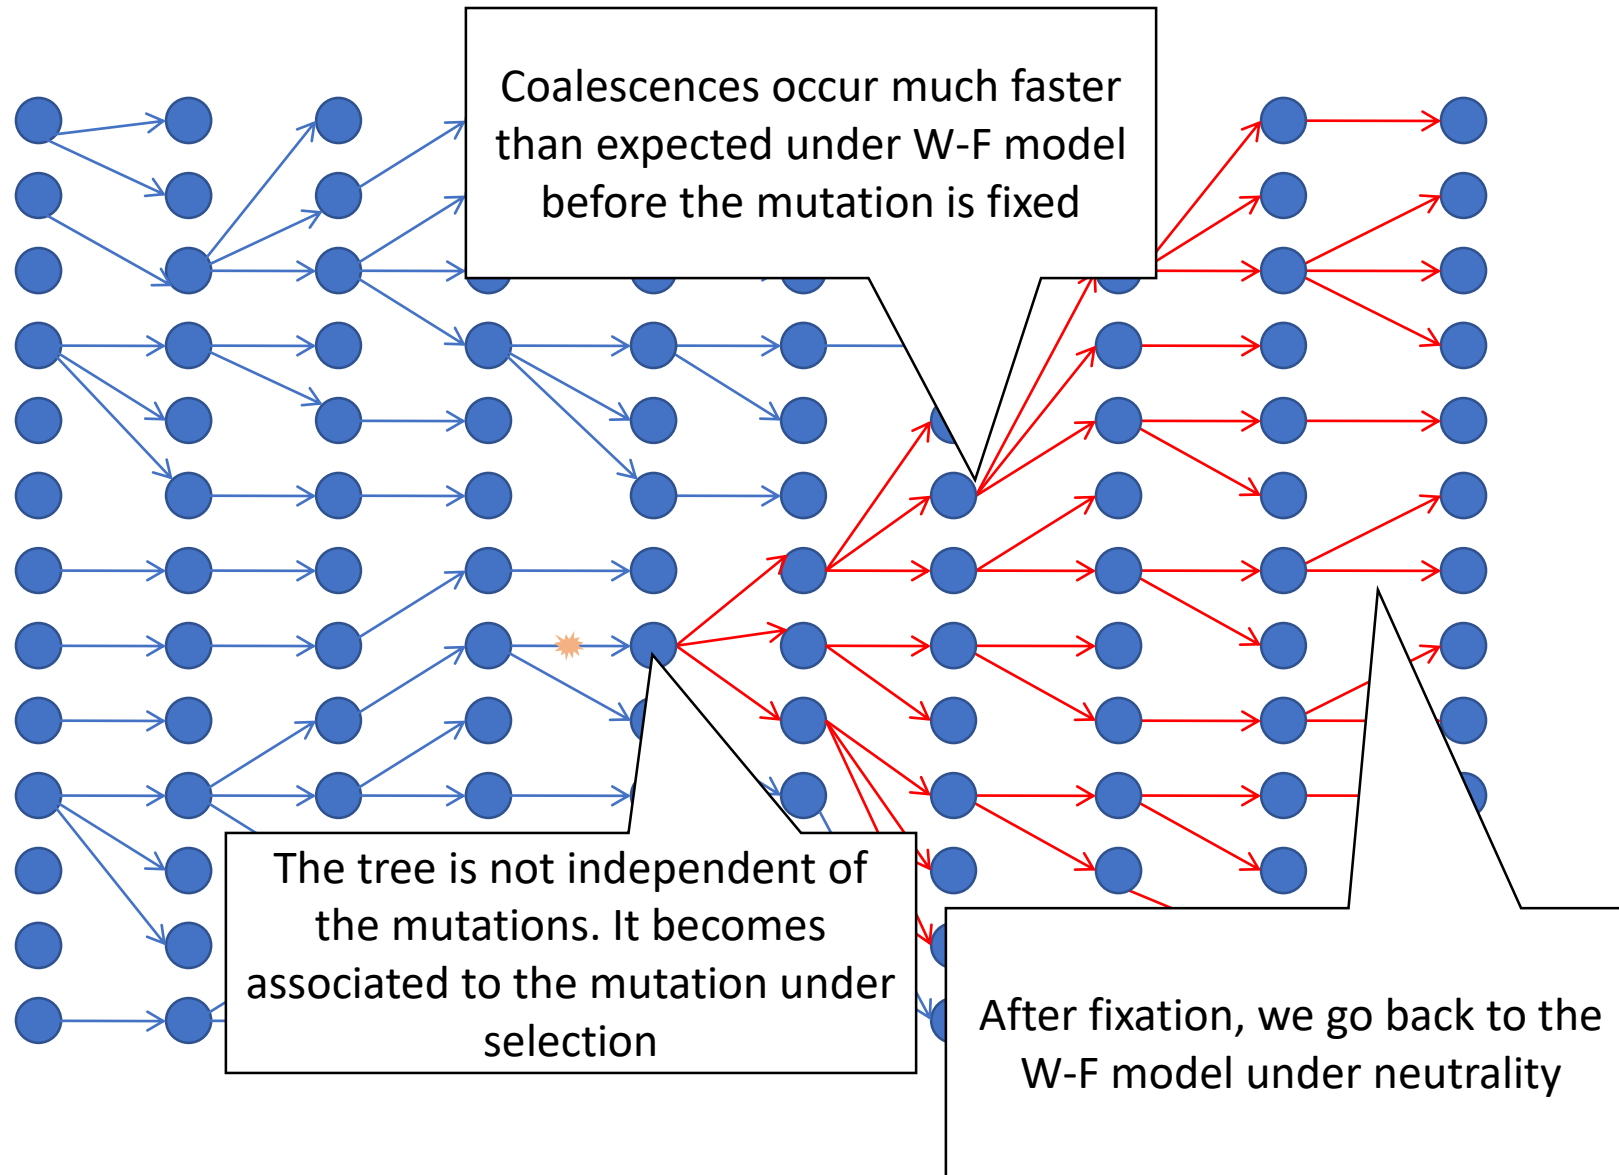 Coalescences occur much faster
than expected under W-F model
before the mutation is fixed
The tree is not independent of
the mutations. It becomes
associated to the mutation under
selection
After fixation, we go back to the
W-F model under neutrality